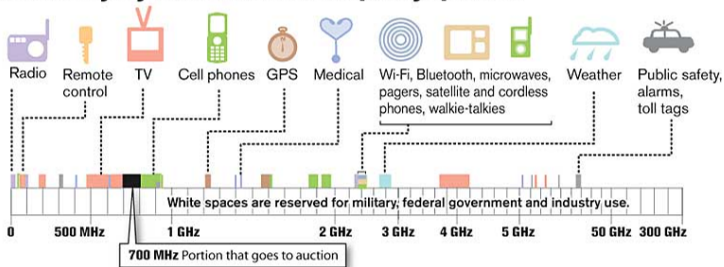 Radio
Remote
control
TV
Cell phones
GPS
Medical
Wi-Fi, Bluetooth, microwaves,
pagers, satellite and cordless
phones, walkie-talkies
Weather
Public safety,
alarms,
toll tags
White spaces are reserved for military, federal government and industry use.
0 500 MHz 1 GHz 2 GHz 3 GHz 4 GHz 5 GHz 50 GHz 300 GHz
700 MHz Portion that goes to auction